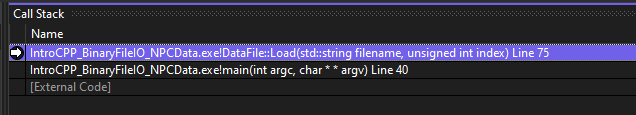 Call Stack
Name
IntroCPP_BinaryFileIO_NPCData.exe!DataFile::Load(std::string filename, unsigned int index) Line 75
IntroCPP_BinaryFileIO_NPCData.exe!main(int argc, char * * argv) Line 40
[External Code]